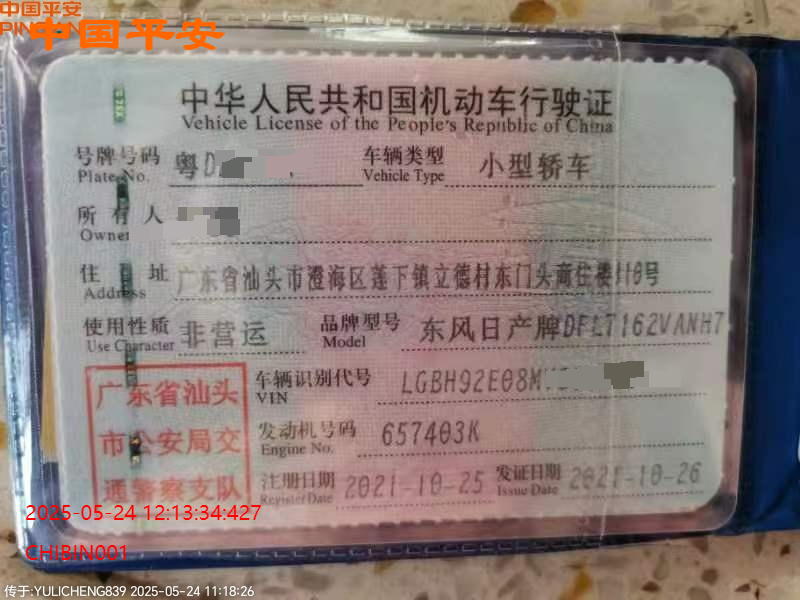 中国平安
中国平安
中华人民共和国机动车行驶证
Vehicle License of the People's Republic of China
号牌号码 粤D 车辆类型 小型轿车
Plate No. Vehicle Type
所有人
Owner
住址 广东省汕头市澄海区莲下镇立德村东门头商住楼110号
Address
使用性质 非营运 品牌型号 东风日产牌DFL7162VANH7
Use Character Model
广东省汕头
市公安局交
通警察支队
车辆识别代号 LGBH92E08M
VIN
发动机号码 657403K
Engine No.
注册日期 2021-10-25 发证日期 2021-10-26
Register Date Issue Date
2025-05-24 12:13:34:427
CHIBIN001
传于:YULICHENG839 2025-05-24 11:18:26